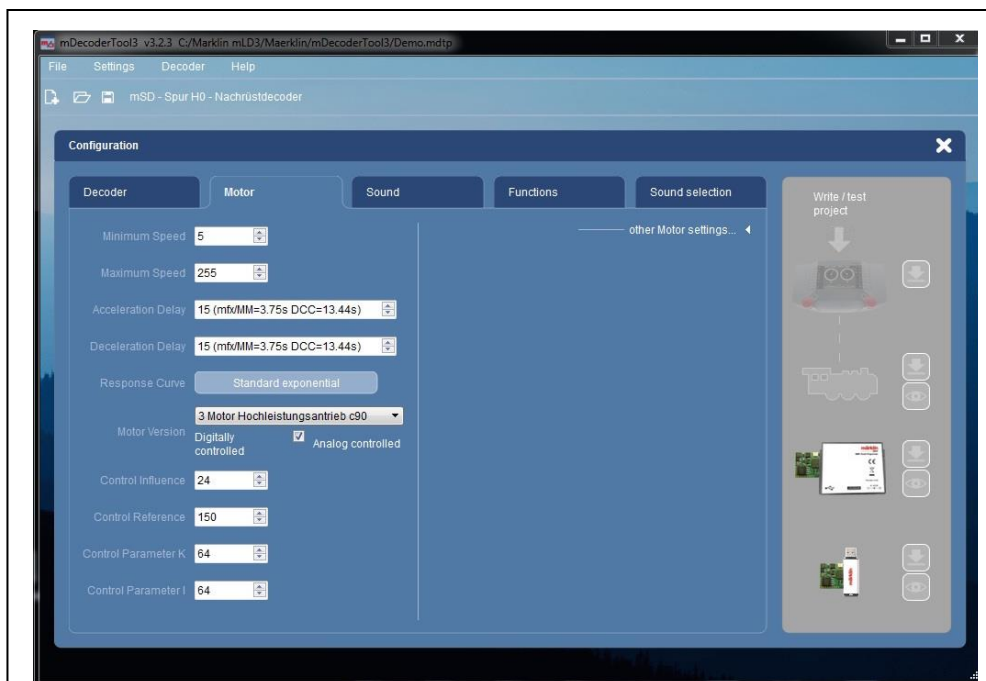 mDecoderTool3 v3.2.3 C:/Marklin mLD3/Maerklin/mDecoderTool3/Demo.mdtp
File Settings Decoder Help
mSD - Spur H0 - Nachrüstdecoder
Configuration
Decoder Motor Sound Functions Sound selection
Write / test
project
Minimum Speed 5
other Motor settings...
Maximum Speed 255
Acceleration Delay 15 (mfx/MM=3.75s DCC=13.44s)
Deceleration Delay 15 (mfx/MM=3.75s DCC=13.44s)
Response Curve Standard exponential
3 Motor Hochleistungsantrieb c90
Motor Version
Digitally
controlled
Analog controlled
Control Influence 24
Control Reference 150
Control Parameter K 64
Control Parameter I 64